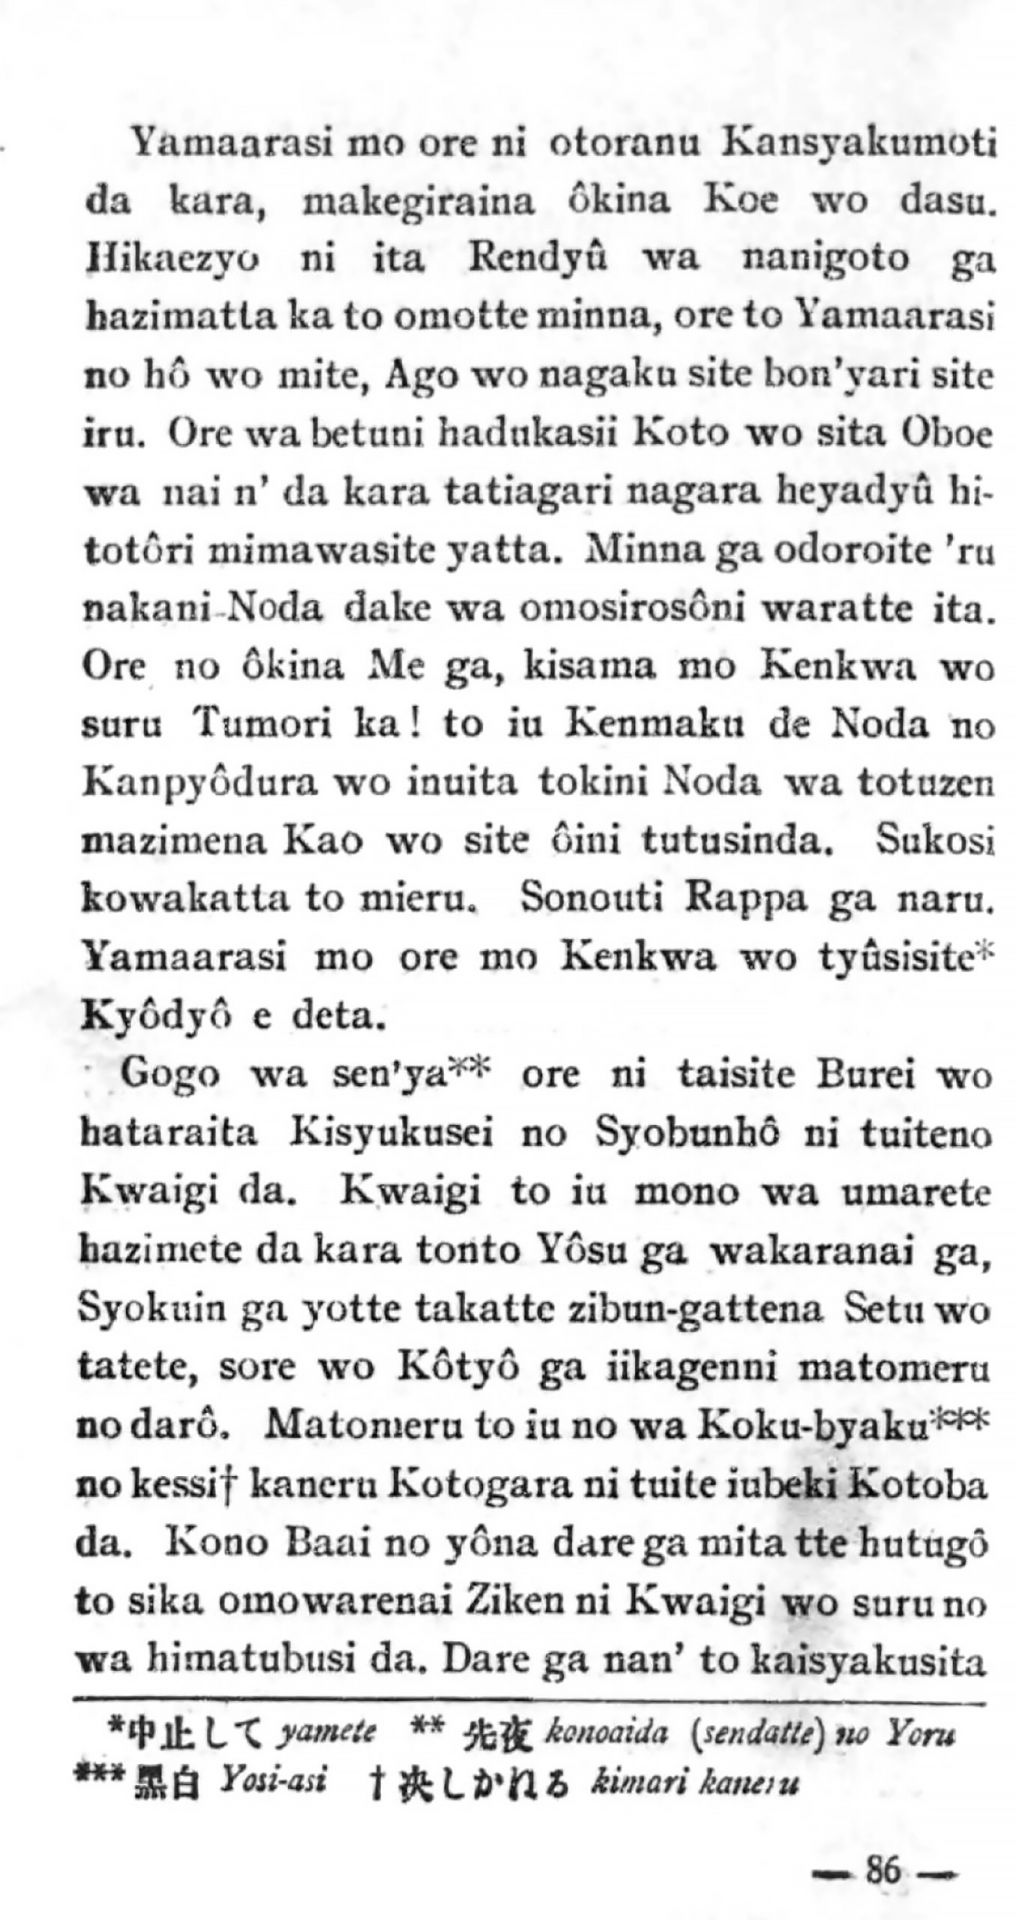 Yamaarasi mo ore ni otoranu Kansyakumoti
da kara, makegiraina ôkina Koe wo dasu.
Hikaezyo ni ita Rendyû wa nanigoto ga
hazimatta ka to omotte minna, ore to Yamaarasi
no hô wo mite, Ago wo nagaku site bon'yari site
iru. Ore wa betuni hadukasii Koto wo sita Oboe
wa nai n' da kara tatiagari nagara heyadyû hi-
totôri mimawasite yatta. Minna ga odoroite 'ru
nakani Noda dake wa omosirosôni waratte ita.
Ore no ôkina Me ga, kisama mo Kenkwa wo
suru Tumori ka! to iu Kenmaku de Noda no
Kanpyôdura wo inuita tokini Noda wa totuzen
mazimena Kao wo site ôini tutusinda. Sukosi
kowakatta to mieru. Sonouti Rappa ga naru.
Yamaarasi mo ore mo Kenkwa wo tyûsisite*
Kyôdyô e deta.
Gogo wa sen'ya** ore ni taisite Burei wo
hataraita Kisyukusei no Syobunhô ni tuiteno
Kwaigi da. Kwaigi to iu mono wa umarete
hazimete da kara tonto Yôsu ga wakaranai ga,
Syokuin ga yotte takatte zibun-gattena Setu wo
tatete, sore wo Kôtyô ga iikagenni matomeru
no darô. Matomeru to iu no wa Koku-byaku***
no kessi† kaneru Kotogara ni tuite iubeki Kotoba
da. Kono Baai no yôna dare ga mita tte hutugô
to sika omowarenai Ziken ni Kwaigi wo suru no
wa himatubusi da. Dare ga nan' to kaisyakusita
*中止して yamete ** 先夜 konoaida (sendatte) no Yoru
*** 黒白 Yosi-asi † 決しかねる kimari kaneru
— 86 —